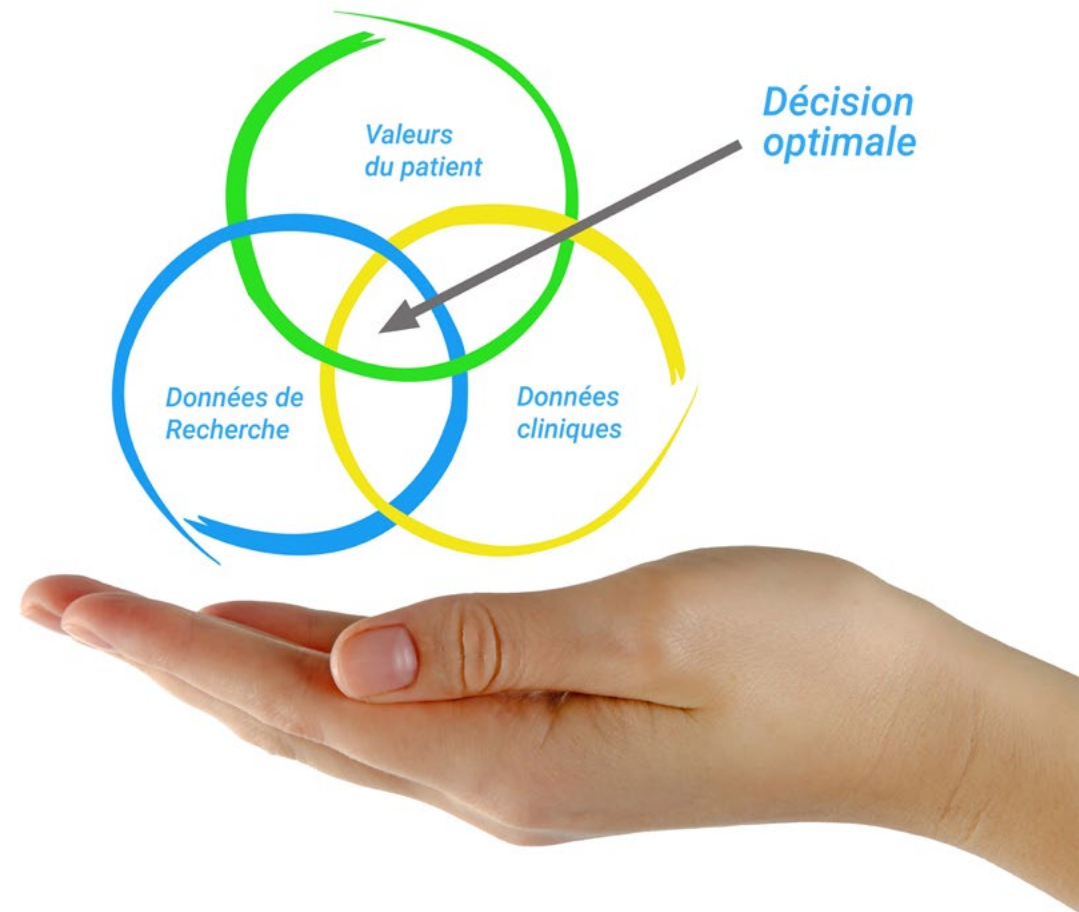 Valeurs
du patient
Décision
optimale
Données de
Recherche
Données
cliniques